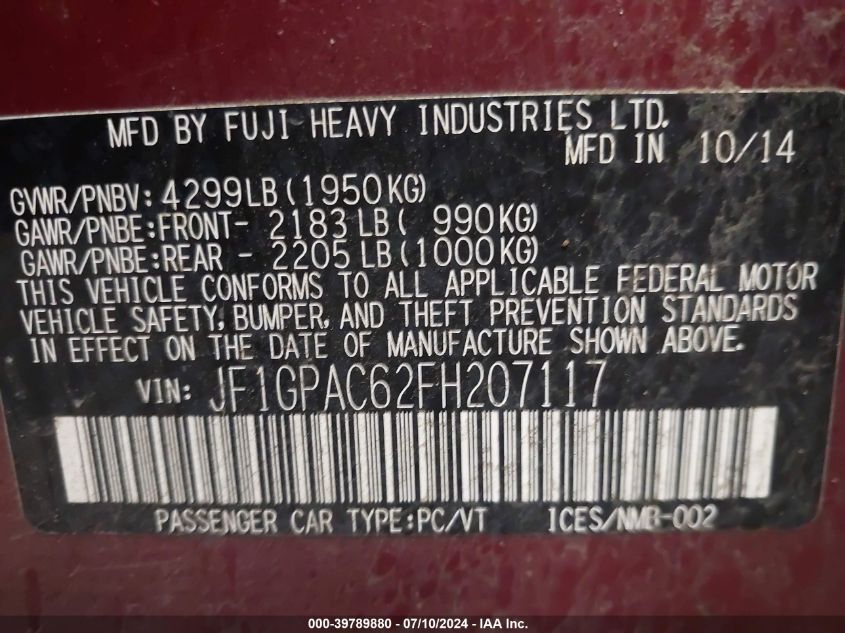 MFD BY FUJI HEAVY INDUSTRIES LTD.
MFD IN 10/14
GVWR/PNBV: 4299LB (1950KG)
GAWR/PNBE:FRONT- 2183 LB ( 990KG)
GAWR/PNBE:REAR - 2205 LB (1000KG)
THIS VEHICLE CONFORMS TO ALL APPLICABLE FEDERAL MOTOR
VEHICLE SAFETY, BUMPER, AND THEFT PREVENTION STANDARDS
IN EFFECT ON THE DATE OF MANUFACTURE SHOWN ABOVE.
VIN: JF1GPAC62FH207117
PASSENGER CAR TYPE:PC/VT ICES/NMB-002
000-39789880 - 07/10/2024 - IAA Inc.